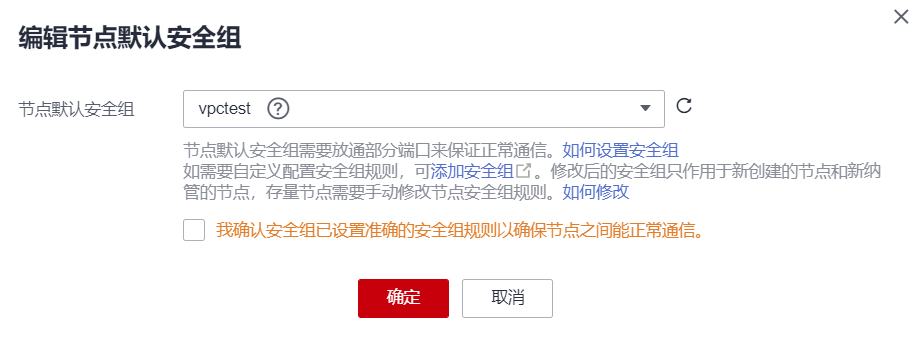 编辑节点默认安全组
节点默认安全组 vpctest
节点默认安全组需要放通部分端口来保证正常通信。如何设置安全组
如需要自定义配置安全组规则，可添加安全组。修改后的安全组只作用于新创建的节点和新纳
管的节点，存量节点需要手动修改节点安全组规则。如何修改
我确认安全组已设置准确的安全组规则以确保节点之间能正常通信。
确定 取消